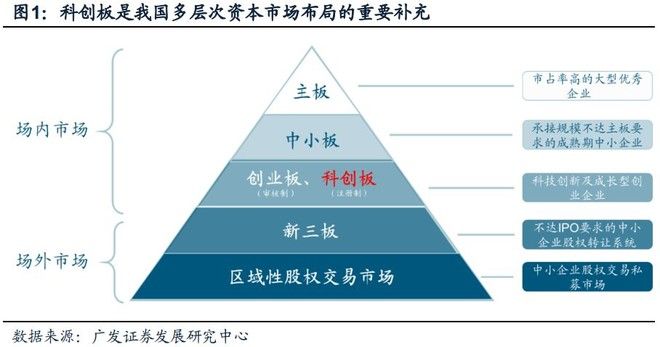 图1：科创板是我国多层次资本市场布局的重要补充
场内市场
场外市场
主板
中小板
创业板、科创板
（审核制）（注册制）
新三板
区域性股权交易市场
市占率高的大型优秀
企业
承接规模不达主板要
求的成熟期中小企业
科技创新及成长型创
业企业
不达IPO要求的中小
企业股权转让系统
中小企业股权交易私
募市场
数据来源：广发证券发展研究中心